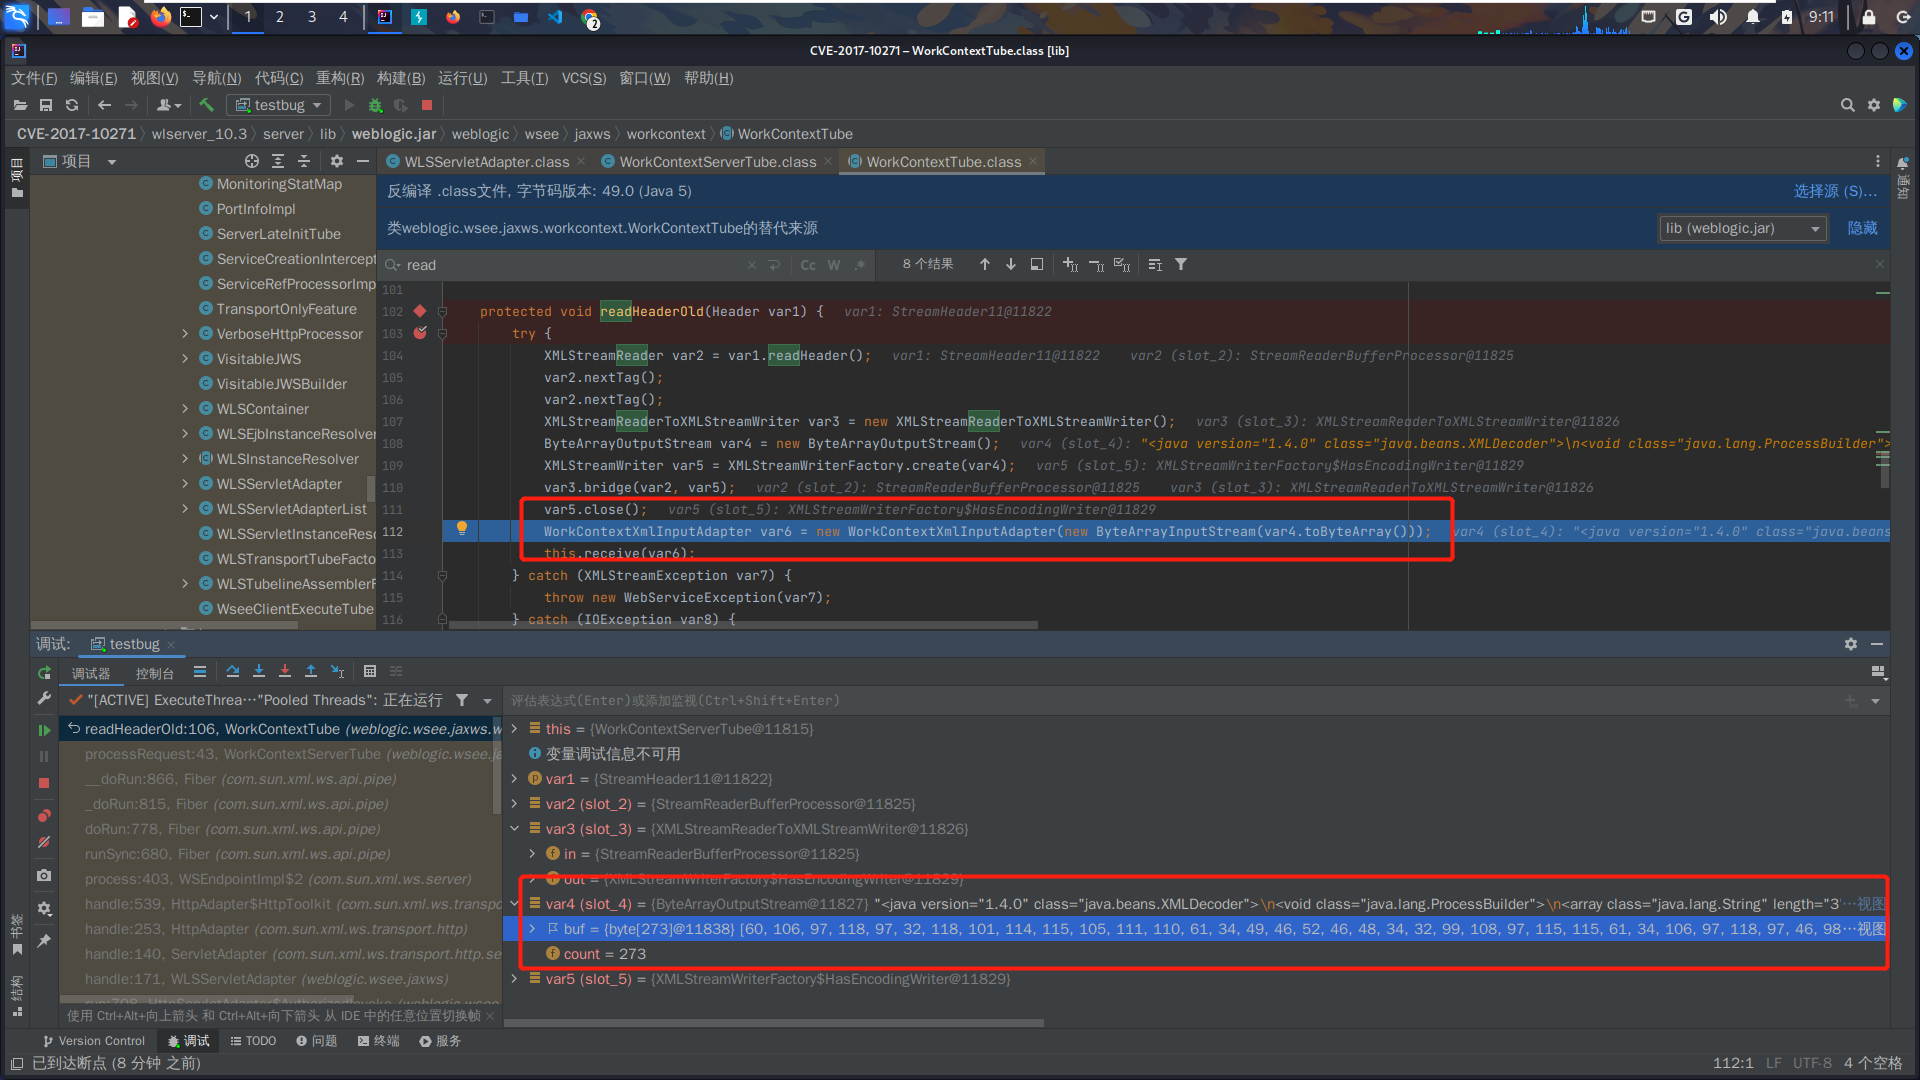 1 2 3 4
2
9:11
CVE-2017-10271 – WorkContextTube.class [lib]
文件(F) 编辑(E) 视图(V) 导航(N) 代码(C) 重构(R) 构建(B) 运行(U) 工具(T) VCS(S) 窗口(W) 帮助(H)
testbug
CVE-2017-10271 〉 wlserver_10.3 〉 server 〉 lib 〉 weblogic.jar 〉 weblogic 〉 wsee 〉 jaxws 〉 workcontext 〉 WorkContextTube
项目
项目
WLSServletAdapter.class × WorkContextServerTube.class × WorkContextTube.class ×
通知
MonitoringStatMap
PortInfoImpl
ServerLateInitTube
ServiceCreationIntercept
ServiceRefProcessorImp
TransportOnlyFeature
VerboseHttpProcessor
VisitableJWS
VisitableJWSBuilder
WLSContainer
WLSEjbInstanceResolver
WLSInstanceResolver
WLSServletAdapter
WLSServletAdapterList
WLSServletInstanceReso
WLSTransportTubeFacto
WLSTubelineAssemblerF
WseeClientExecuteTube
反编译 .class文件, 字节码版本: 49.0 (Java 5)
选择源 (S)…
类weblogic.wsee.jaxws.workcontext.WorkContextTube的替代来源
lib (weblogic.jar)
隐藏
read
Cc W .*
8 个结果
101
102 protected void readHeaderOld(Header var1) { var1: StreamHeader11@11822
103 try {
104 XMLStreamReader var2 = var1.readHeader(); var1: StreamHeader11@11822 var2 (slot_2): StreamReaderBufferProcessor@11825
105 var2.nextTag();
106 var2.nextTag();
107 XMLStreamReaderToXMLStreamWriter var3 = new XMLStreamReaderToXMLStreamWriter(); var3 (slot_3): XMLStreamReaderToXMLStreamWriter@11826
108 ByteArrayOutputStream var4 = new ByteArrayOutputStream(); var4 (slot_4): "<java version="1.4.0" class="java.beans.XMLDecoder">\n<void class="java.lang.ProcessBuilder">
109 XMLStreamWriter var5 = XMLStreamWriterFactory.create(var4); var5 (slot_5): XMLStreamWriterFactory$HasEncodingWriter@11829
110 var3.bridge(var2, var5); var2 (slot_2): StreamReaderBufferProcessor@11825 var3 (slot_3): XMLStreamReaderToXMLStreamWriter@11826
111 var5.close(); var5 (slot_5): XMLStreamWriterFactory$HasEncodingWriter@11829
112 WorkContextXmlInputAdapter var6 = new WorkContextXmlInputAdapter(new ByteArrayInputStream(var4.toByteArray())); var4 (slot_4): "<java version="1.4.0" class="java.beans
113 this.receive(var6);
114 } catch (XMLStreamException var7) {
115 throw new WebServiceException(var7);
116 } catch (IOException var8) {
调试: testbug ×
调试器 控制台
"[ACTIVE] ExecuteThrea…"Pooled Threads": 正在运行
readHeaderOld:106, WorkContextTube (weblogic.wsee.jaxws.w
processRequest:43, WorkContextServerTube (weblogic.wsee.ja
__doRun:866, Fiber (com.sun.xml.ws.api.pipe)
_doRun:815, Fiber (com.sun.xml.ws.api.pipe)
doRun:778, Fiber (com.sun.xml.ws.api.pipe)
runSync:680, Fiber (com.sun.xml.ws.api.pipe)
process:403, WSEndpointImpl$2 (com.sun.xml.ws.server)
handle:539, HttpAdapter$HttpToolkit (com.sun.xml.ws.transpo
handle:253, HttpAdapter (com.sun.xml.ws.transport.http)
handle:140, ServletAdapter (com.sun.xml.ws.transport.http.se
handle:171, WLSServletAdapter (weblogic.wsee.jaxws)
run:708, HttpServletAdapter$AuthorizedInvoke (weblogic.wsee
使用 Ctrl+Alt+向上箭头 和 Ctrl+Alt+向下箭头 从 IDE 中的任意位置切换帧 ×
评估表达式(Enter)或添加监视(Ctrl+Shift+Enter)
this = {WorkContextServerTube@11815}
变量调试信息不可用
var1 = {StreamHeader11@11822}
var2 (slot_2) = {StreamReaderBufferProcessor@11825}
var3 (slot_3) = {XMLStreamReaderToXMLStreamWriter@11826}
in = {StreamReaderBufferProcessor@11825}
out = {XMLStreamWriterFactory$HasEncodingWriter@11829}
var4 (slot_4) = {ByteArrayOutputStream@11827} "<java version="1.4.0" class="java.beans.XMLDecoder">\n<void class="java.lang.ProcessBuilder">\n<array class="java.lang.String" length="3"…视图
buf = {byte[273]@11838} [60, 106, 97, 118, 97, 32, 118, 101, 114, 115, 105, 111, 110, 61, 34, 49, 46, 52, 46, 48, 34, 32, 99, 108, 97, 115, 115, 61, 34, 106, 97, 118, 97, 46, 98…视图
count = 273
var5 (slot_5) = {XMLStreamWriterFactory$HasEncodingWriter@11829}
书签
结构
Version Control 调试 TODO 问题 终端 服务
已到达断点 (8 分钟 之前)
112:1 LF UTF-8 4 个空格